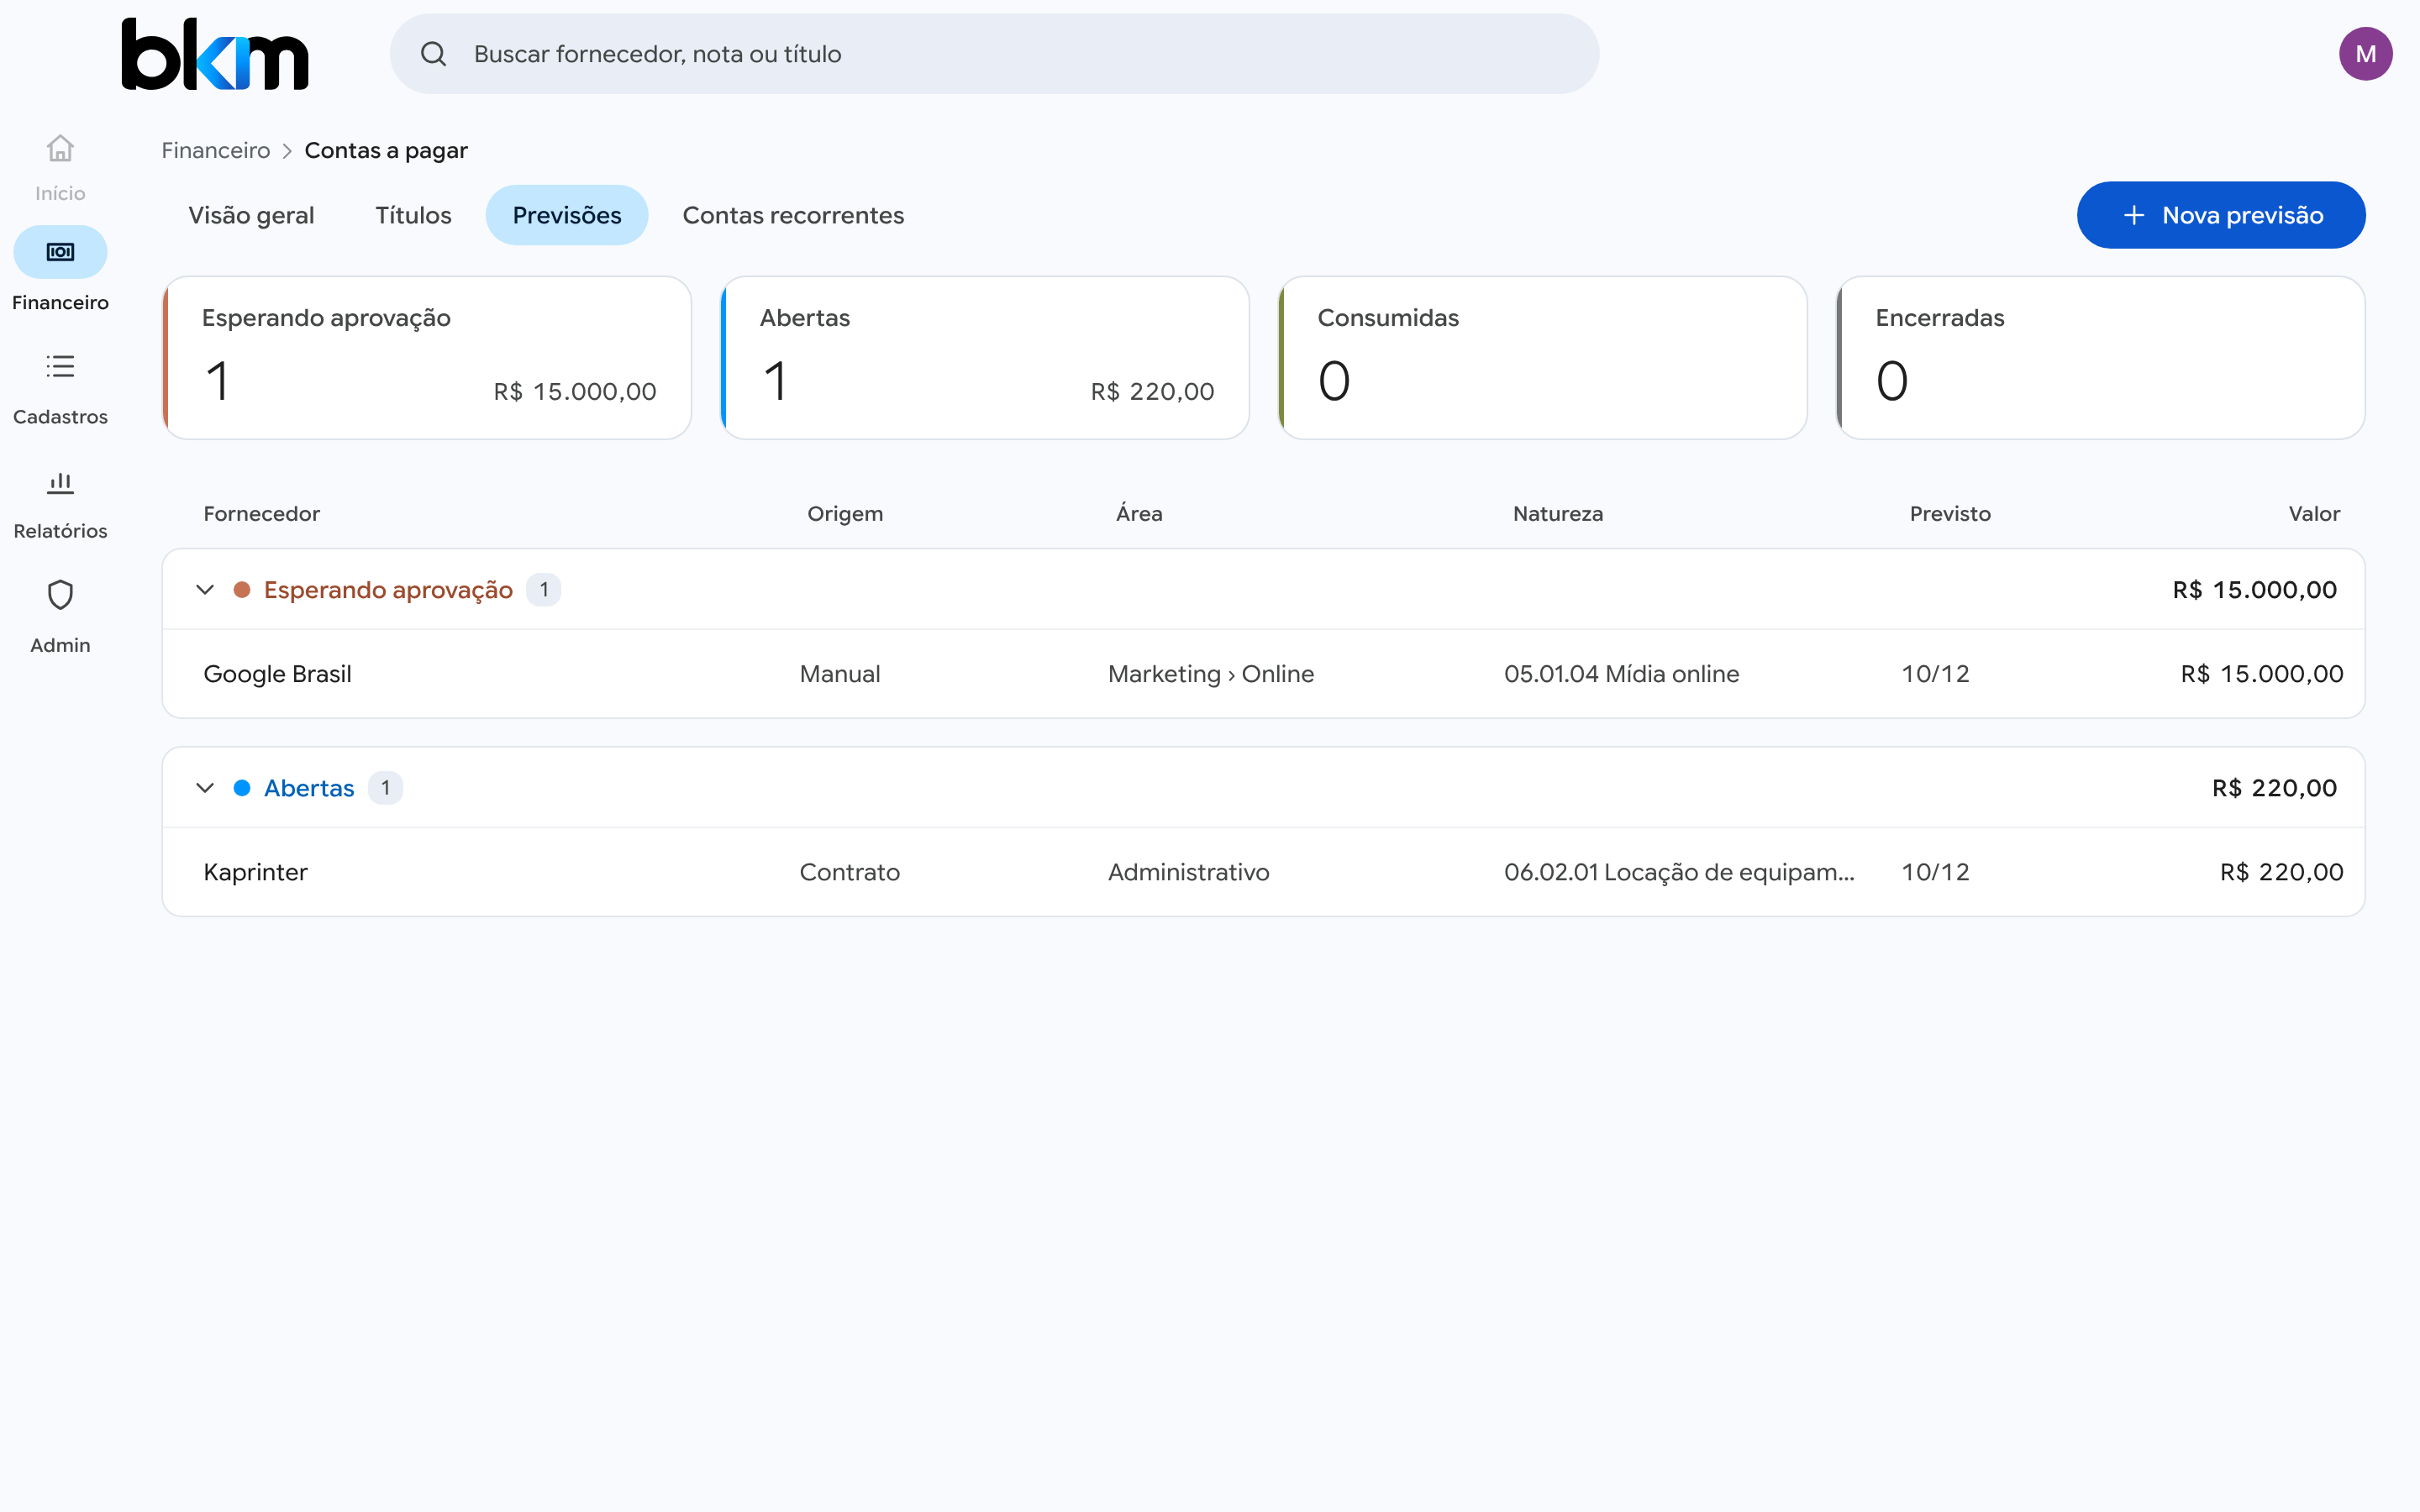 bkm
Buscar fornecedor, nota ou título
M
Início
Financeiro
Cadastros
Relatórios
Admin
Financeiro > Contas a pagar
Visão geral Títulos Previsões Contas recorrentes
+ Nova previsão
Esperando aprovação
1 R$ 15.000,00
Abertas
1 R$ 220,00
Consumidas
0
Encerradas
0
Fornecedor Origem Área Natureza Previsto Valor
Esperando aprovação 1 R$ 15.000,00
Google Brasil Manual Marketing › Online 05.01.04 Mídia online 10/12 R$ 15.000,00
Abertas 1 R$ 220,00
Kaprinter Contrato Administrativo 06.02.01 Locação de equipam... 10/12 R$ 220,00